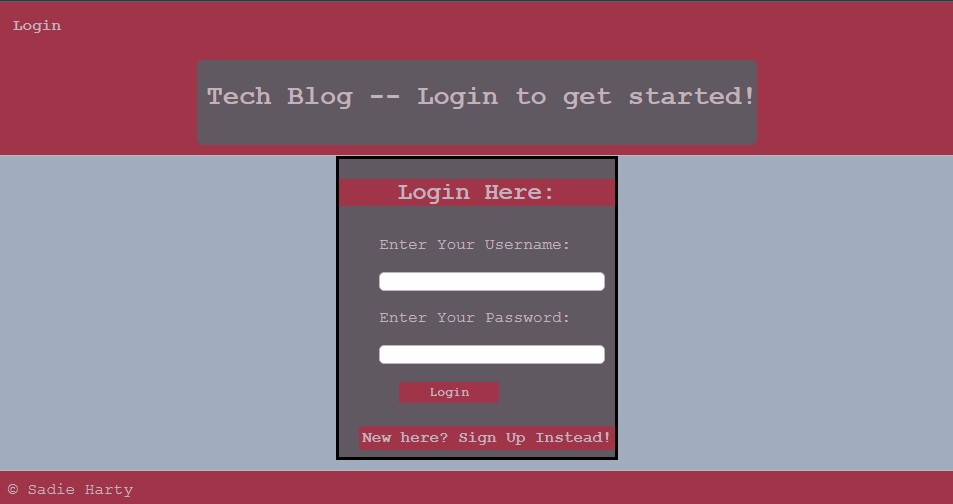 Login
Tech Blog -- Login to get started!
Login Here:
Enter Your Username:
Enter Your Password:
Login
New here? Sign Up Instead!
© Sadie Harty